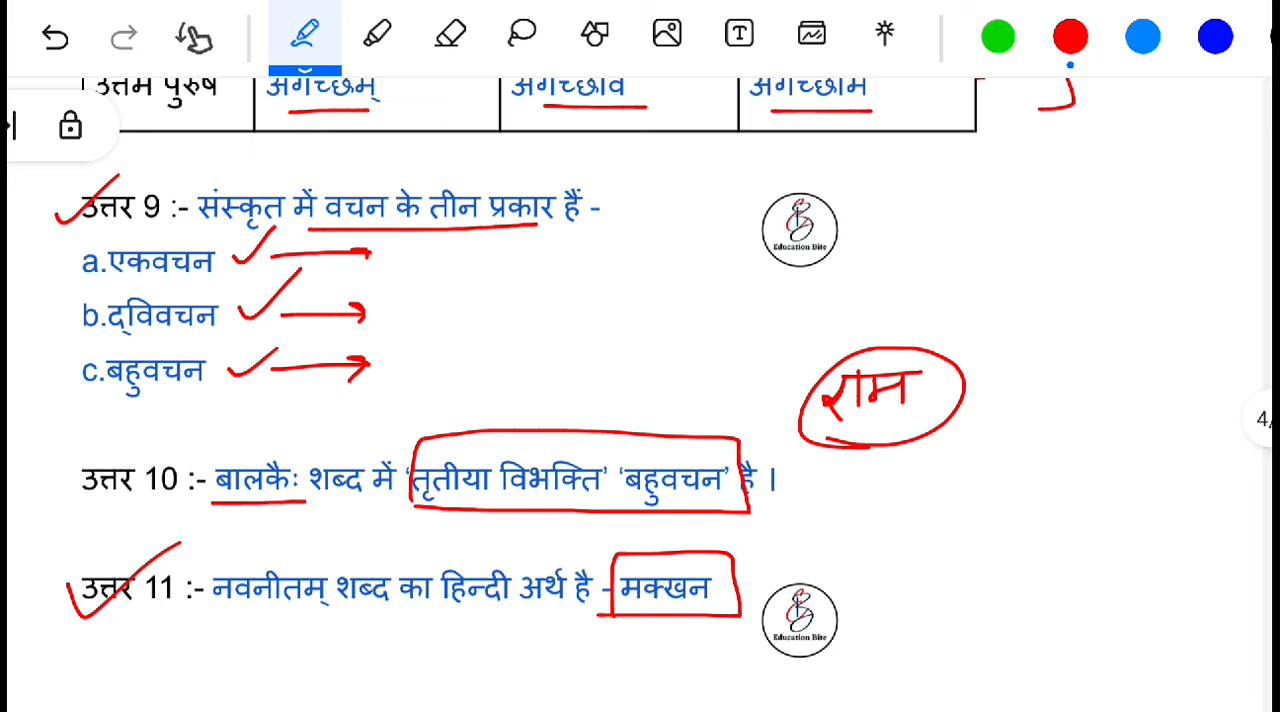 उत्तम पुरुष अगच्छम् अगच्छाव अगच्छाम
उत्तर 9 :- संस्कृत में वचन के तीन प्रकार हैं -
Education Bite
a.एकवचन
b.द्विवचन
c.बहुवचन
राम
4/
उत्तर 10 :- बालकैः शब्द में ‘तृतीया विभक्ति’ ‘बहुवचन’ है ।
उत्तर 11 :- नवनीतम् शब्द का हिन्दी अर्थ है - मक्खन
Education Bite